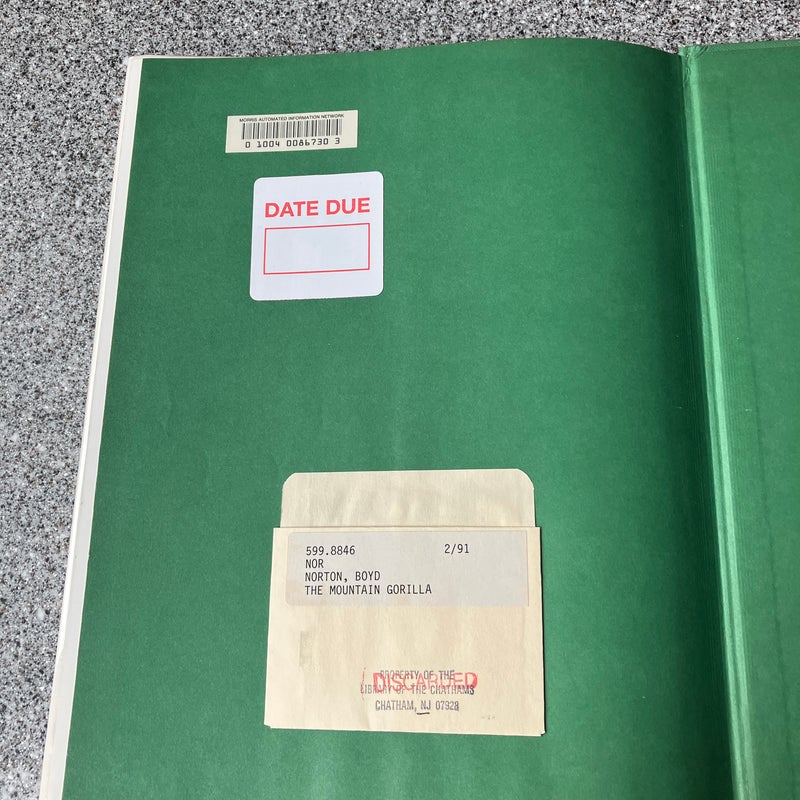 MORRIS AUTOMATED INFORMATION NETWORK
0 1004 0086730 3
DATE DUE
599.8846 2/91
NOR
NORTON, BOYD
THE MOUNTAIN GORILLA
PROPERTY OF THE
DISCARDED
LIBRARY OF THE CHATHAMS
CHATHAM, NJ 07928